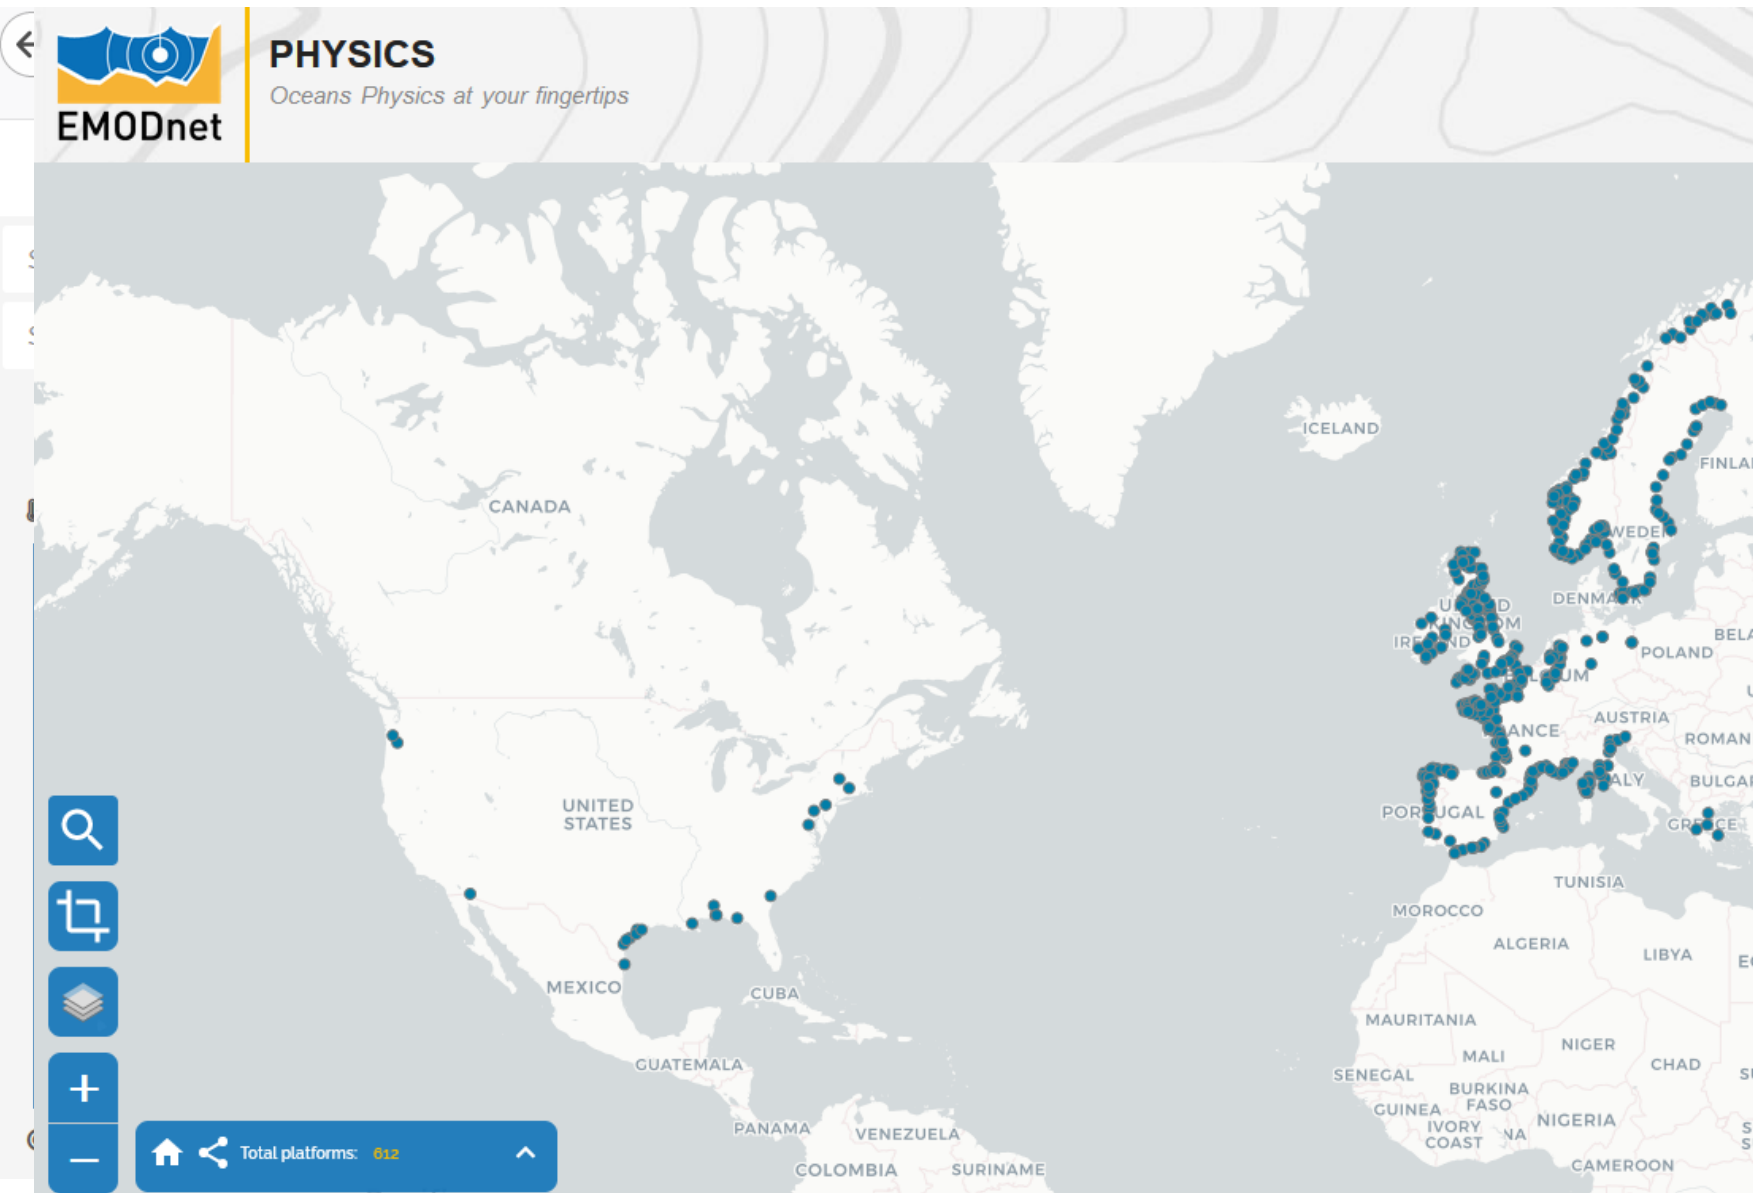 EMODnet
PHYSICS
Oceans Physics at your fingertips
ICELAND
CANADA
UNITED
STATES
MEXICO
CUBA
GUATEMALA
PANAMA
VENEZUELA
COLOMBIA
SURINAME
POLAND
AUSTRIA
TUNISIA
MOROCCO
ALGERIA
LIBYA
MAURITANIA
MALI
NIGER
CHAD
SENEGAL
BURKINA
FASO
GUINEA
NIGERIA
IVORY
COAST
CAMEROON
Total platforms: 612